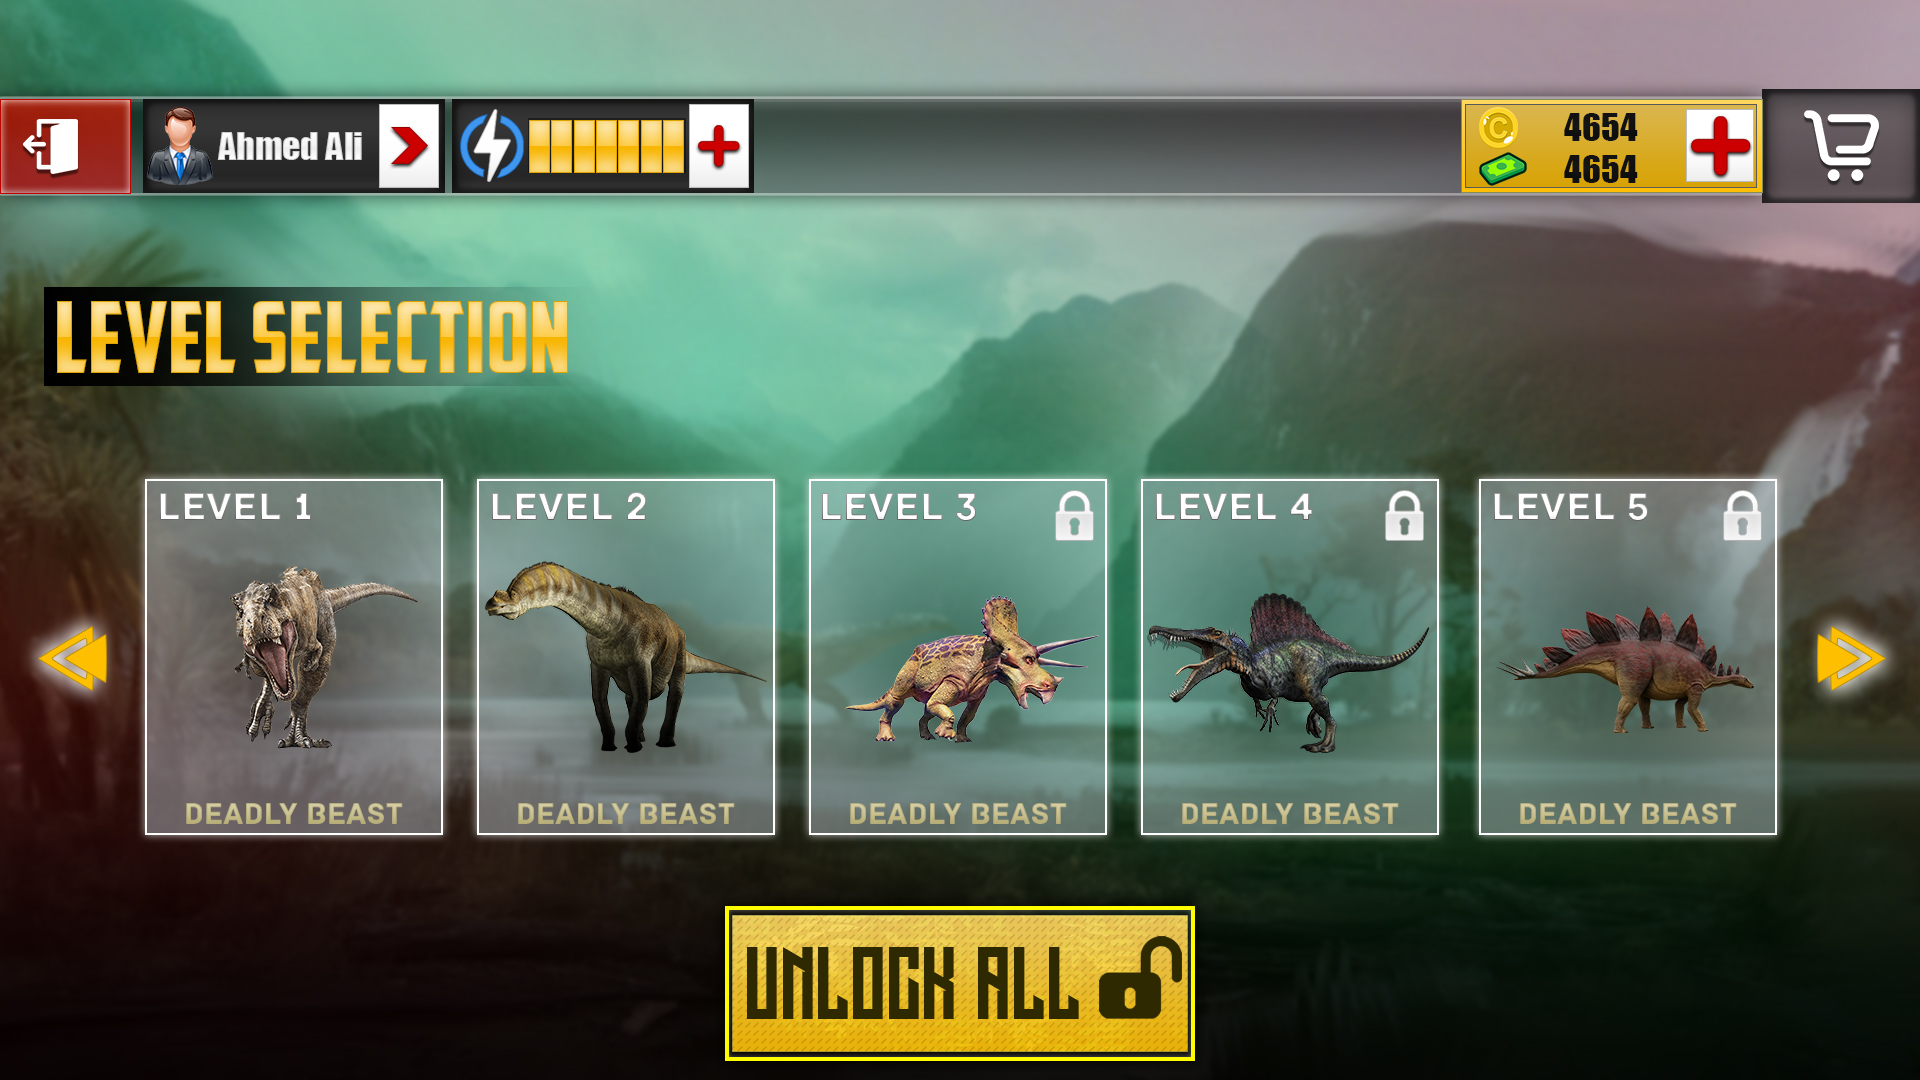 Ahmed Ali
4654
4654
LEVEL SELECTION
LEVEL 1
LEVEL 2
LEVEL 3
LEVEL 4
LEVEL 5
DEADLY BEAST
DEADLY BEAST
DEADLY BEAST
DEADLY BEAST
DEADLY BEAST
UNLOCK ALL